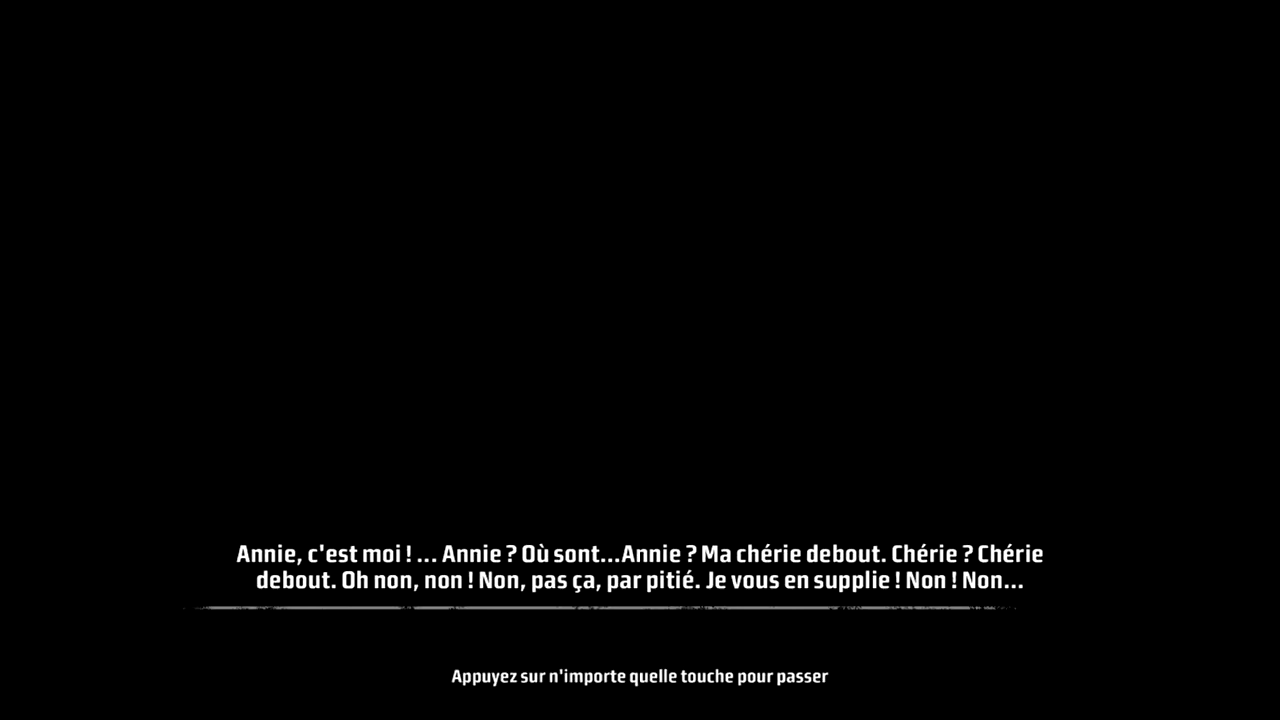 Annie, c'est moi ! ... Annie ? Où sont...Annie ? Ma chérie debout. Chérie ? Chérie
debout. Oh non, non ! Non, pas ça, par pitié. Je vous en supplie ! Non ! Non...
Appuyez sur n'importe quelle touche pour passer